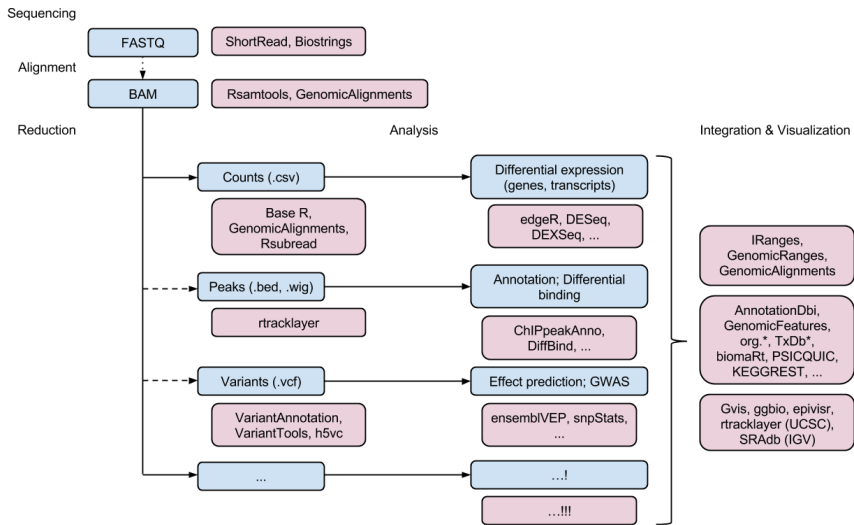 Sequencing
FASTQ
ShortRead, Biostrings
Alignment
BAM
Rsamtools, GenomicAlignments
Reduction
Analysis
Integration & Visualization
Counts (.csv)
Differential expression
(genes, transcripts)
Base R,
GenomicAlignments,
Rsubread
edgeR, DESeq,
DEXSeq, ...
Peaks (.bed, .wig)
Annotation; Differential
binding
rtracklayer
ChIPpeakAnno,
DiffBind, ...
Variants (.vcf)
Effect prediction; GWAS
VariantAnnotation,
VariantTools, h5vc
ensemblVEP, snpStats,
...
...
...!
...!!!
IRanges,
GenomicRanges,
GenomicAlignments
AnnotationDbi,
GenomicFeatures,
org.*, TxDb*,
biomaRt, PSICQUIC,
KEGGREST, ...
Gvis, ggbio, epivisr,
rtracklayer (UCSC),
SRAdb (IGV)